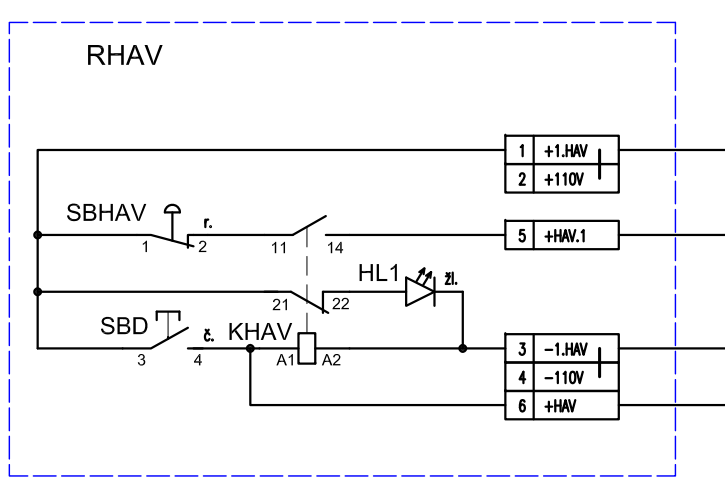 RHAV
1 +1.HAV
2 +110V
SBHAV
r.
1 2 11 14
5 +HAV.1
HL1 žl.
21 22
SBD č. KHAV
3 4 A1 A2
3 -1.HAV
4 -110V
6 +HAV